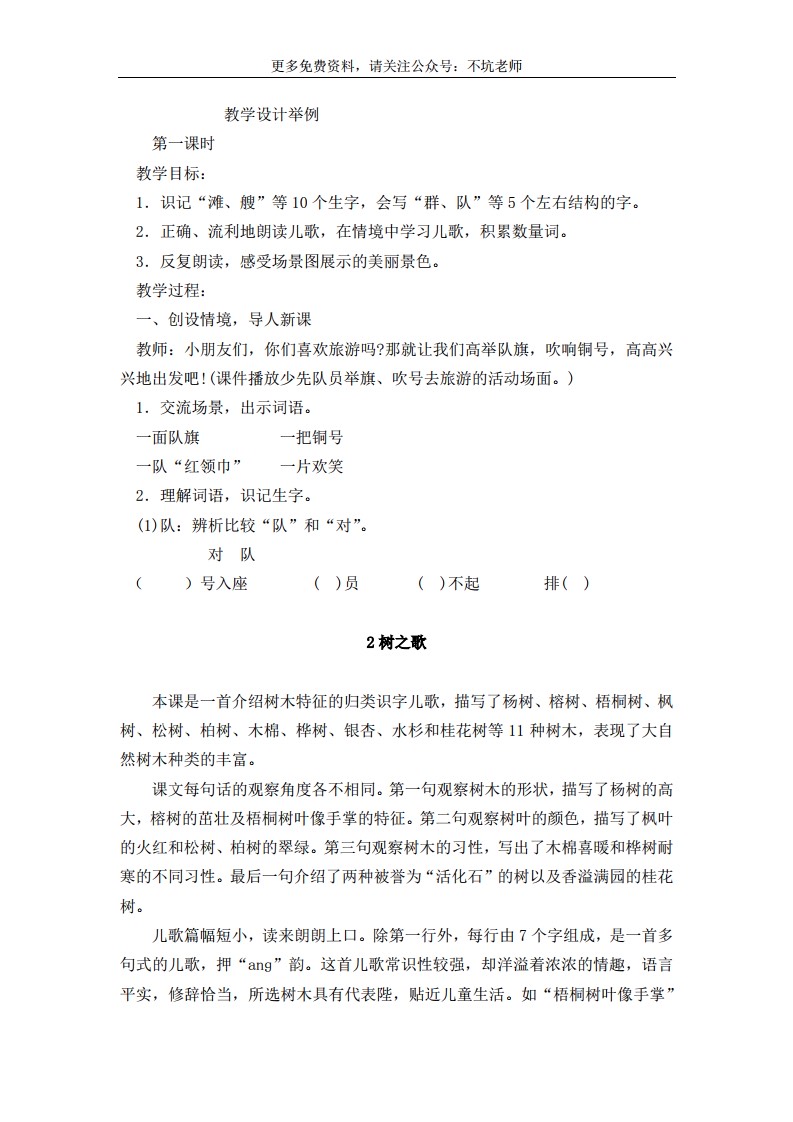 更多免费资料，请关注公众号：不坑老师
教学设计举例
第一课时
教学目标：
1．识记“滩、艘”等 10 个生字，会写“群、队”等 5 个左右结构的字。
2．正确、流利地朗读儿歌，在情境中学习儿歌，积累数量词。
3．反复朗读，感受场景图展示的美丽景色。
教学过程：
一、创设情境，导人新课
教师：小朋友们，你们喜欢旅游吗?那就让我们高举队旗，吹响铜号，高高兴
兴地出发吧!(课件播放少先队员举旗、吹号去旅游的活动场面。)
1．交流场景，出示词语。
一面队旗 一把铜号
一队“红领巾” 一片欢笑
2．理解词语，识记生字。
(1)队：辨析比较“队”和“对”。
对 队
（ ）号入座 ( )员 ( )不起 排( )
2 树之歌
本课是一首介绍树木特征的归类识字儿歌，描写了杨树、榕树、梧桐树、枫
树、松树、柏树、木棉、桦树、银杏、水杉和桂花树等 11 种树木，表现了大自
然树木种类的丰富。
课文每句话的观察角度各不相同。第一句观察树木的形状，描写了杨树的高
大，榕树的茁壮及梧桐树叶像手掌的特征。第二句观察树叶的颜色，描写了枫叶
的火红和松树、柏树的翠绿。第三句观察树木的习性，写出了木棉喜暖和桦树耐
寒的不同习性。最后一句介绍了两种被誉为“活化石”的树以及香溢满园的桂花
树。
儿歌篇幅短小，读来朗朗上口。除第一行外，每行由 7 个字组成，是一首多
句式的儿歌，押“ang”韵。这首儿歌常识性较强，却洋溢着浓浓的情趣，语言
平实，修辞恰当，所选树木具有代表陛，贴近儿童生活。如“梧桐树叶像手掌”